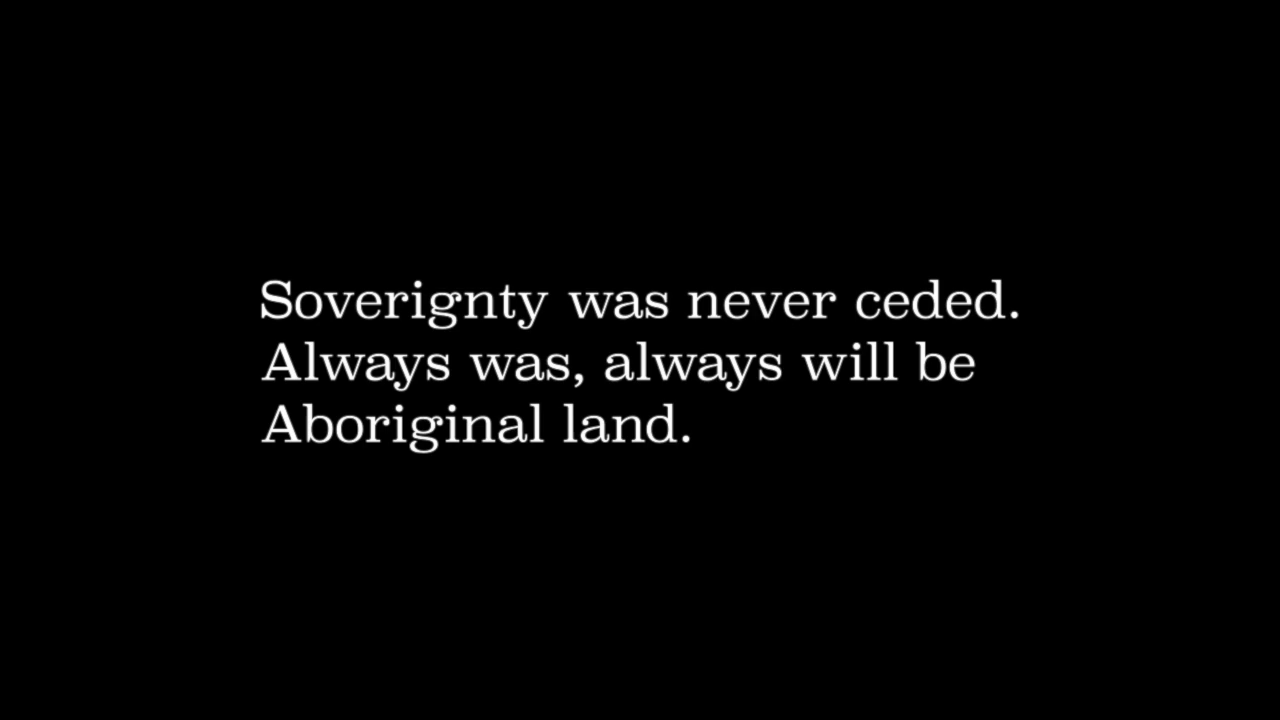 Soverignty was never ceded.
Always was, always will be
Aboriginal land.